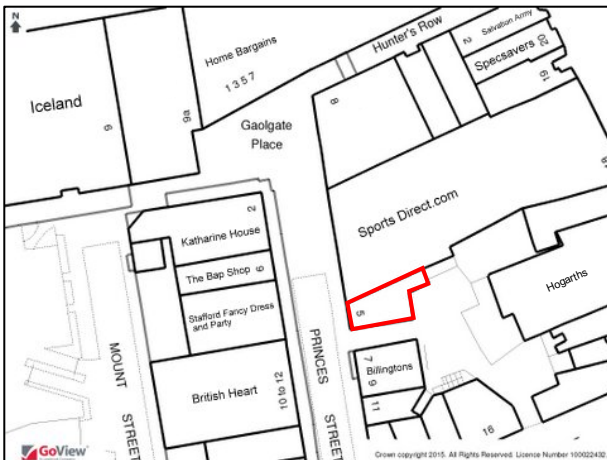 N
Home Bargains
1 3 5 7
Hunter's Row
2
Salvation Army
Specsavers
20
19
Iceland
9
9a
8
Gaolgate
Place
Sports Direct.com
2
Katharine House
The Bap Shop
6
Stafford Fancy Dress
and Party
Hogarths
5
MOUNT
STREET
PRINCES
STREET
7
Billingtons
9
11
British Heart
10 to 12
16
GoView
Crown copyright 2015. All Rights Reserved. Licence Number 100022432.